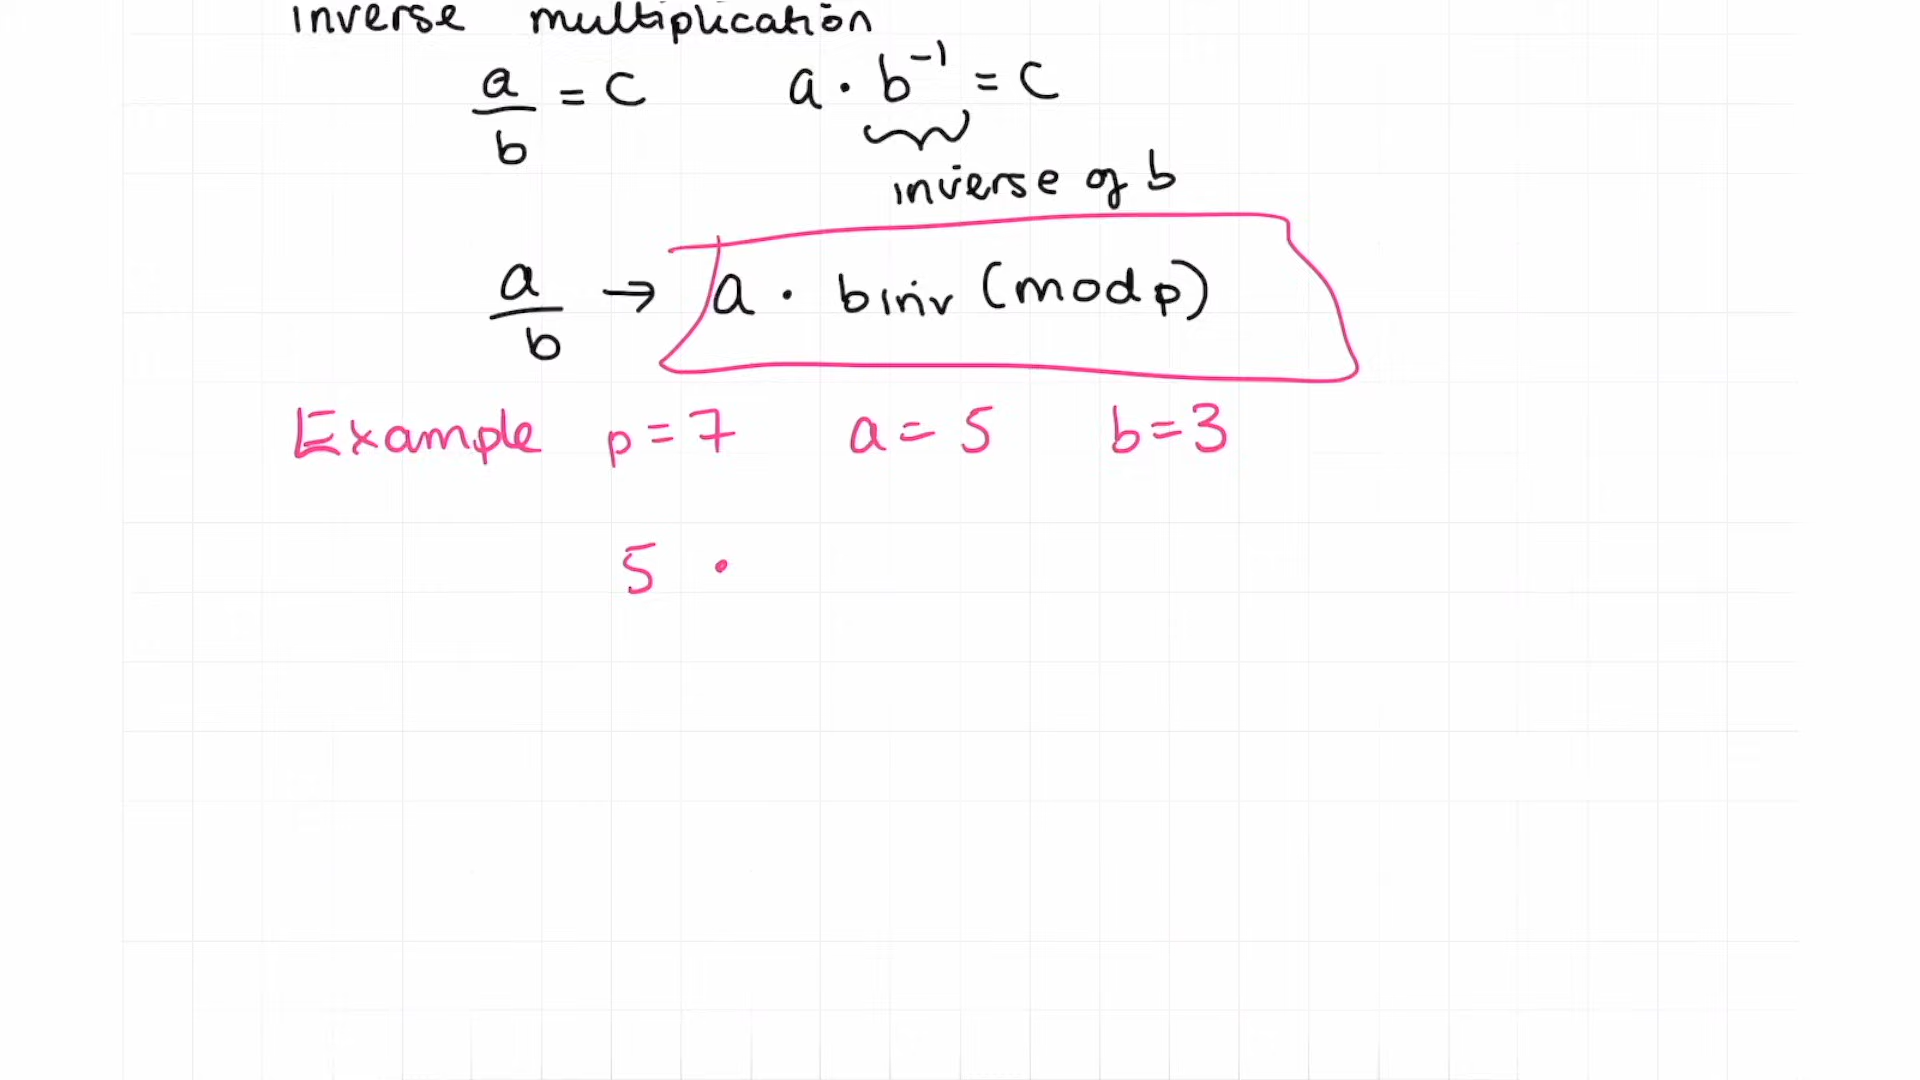 inverse multiplication
a/b = c a · b⁻¹ = c
inverse of b
a/b → a · binv (mod p)
Example p=7 a=5 b=3
5 ·